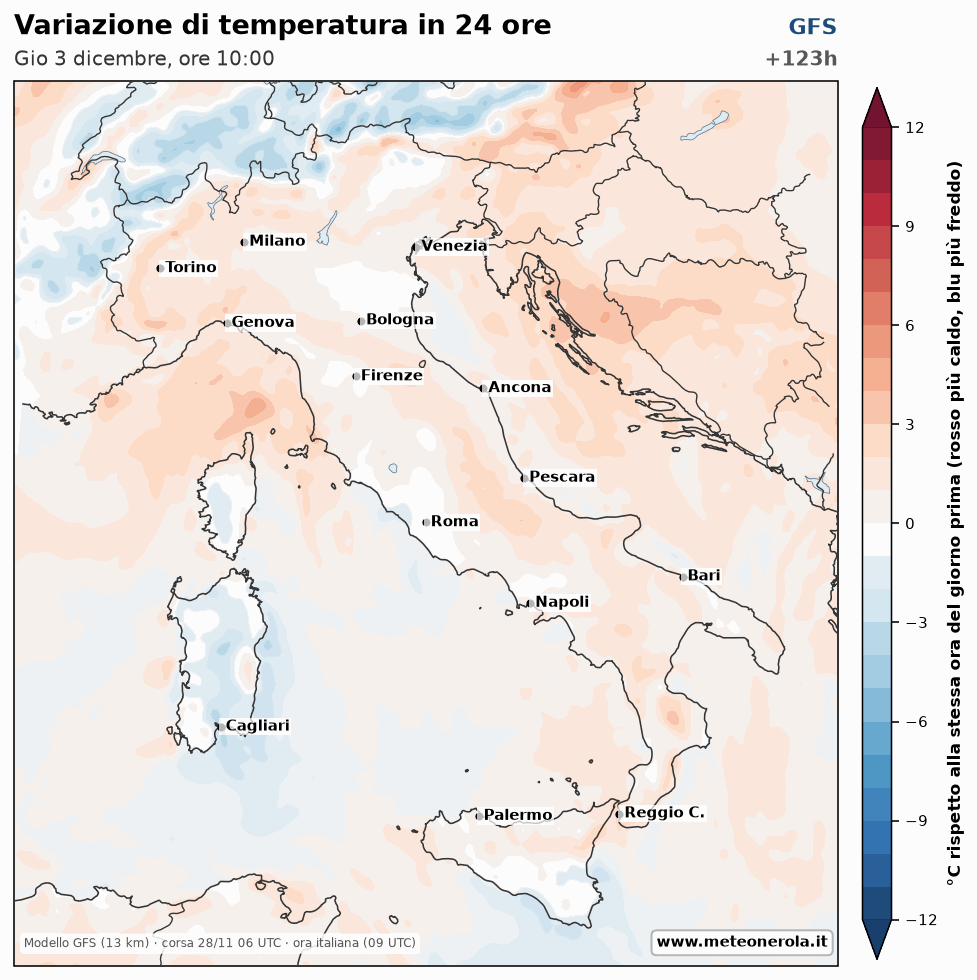 Variazione di temperatura in 24 ore
GFS
Gio 3 dicembre, ore 10:00
+123h
Milano
Venezia
Torino
Genova
Bologna
Firenze
Ancona
Pescara
Roma
Bari
Napoli
Cagliari
Palermo
Reggio C.
12
9
6
3
0
−3
−6
−9
−12
°C rispetto alla stessa ora del giorno prima (rosso più caldo, blu più freddo)
Modello GFS (13 km) · corsa 28/11 06 UTC · ora italiana (09 UTC)
www.meteonerola.it